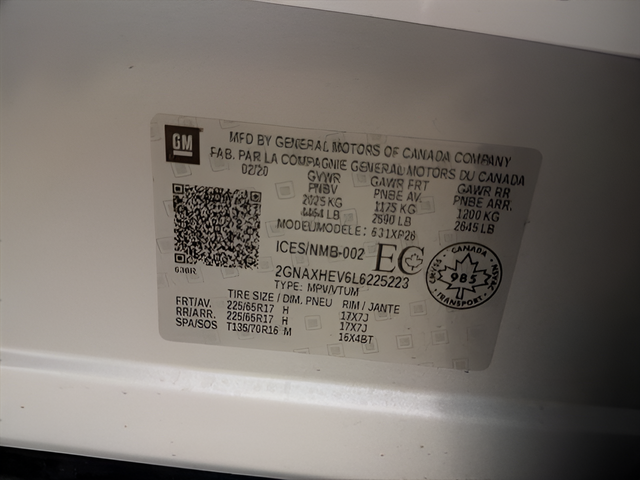 GM
MFD BY GENERAL MOTORS OF CANADA COMPANY
FAB. PAR LA COMPAGNIE GENERAL MOTORS DU CANADA
02/20 GVWR GAWR FRT GAWR RR
PNBV PNBE AV. PNBE ARR.
2025 KG 1175 KG 1200 KG
4464 LB 2590 LB 2645 LB
MODEL/MODELE: 631XP26
ICES/NMB-002 EC
636R
2GNAXHEV6L6225223
TYPE: MPV/VTUM
CANADA
CMVSS 985 NSVAC
TIRE SIZE / DIM. PNEU RIM / JANTE
FRT/AV. 225/65R17 H 17X7J
RR/ARR. 225/65R17 H 17X7J
SPA/SOS T135/70R16 M 16X4BT